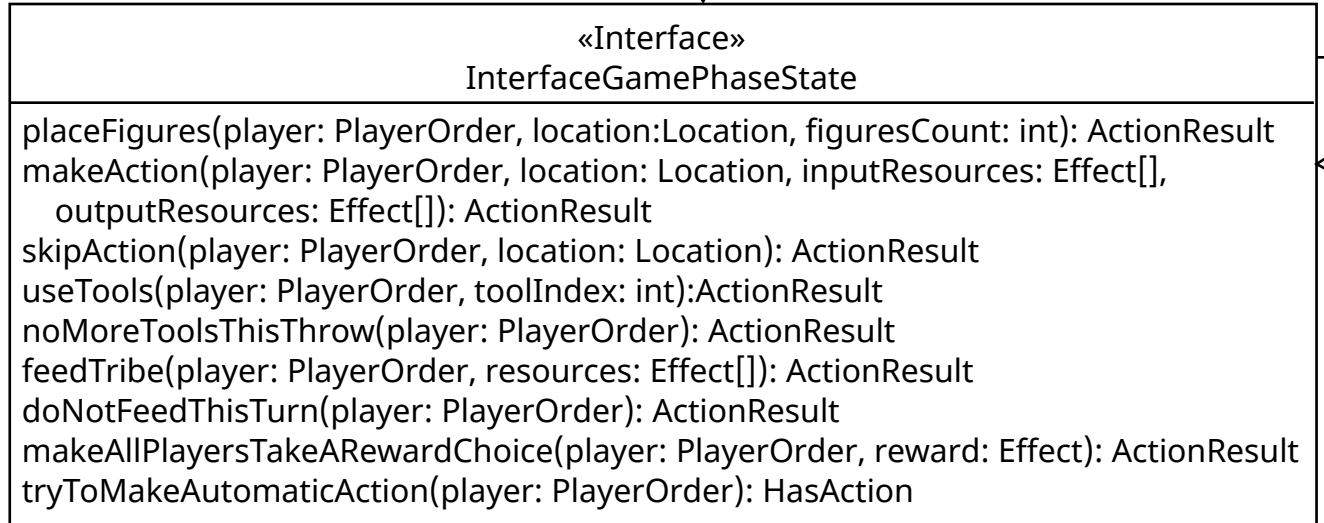 «Interface»
InterfaceGamePhaseState
placeFigures(player: PlayerOrder, location:Location, figuresCount: int): ActionResult
makeAction(player: PlayerOrder, location: Location, inputResources: Effect[],
outputResources: Effect[]): ActionResult
skipAction(player: PlayerOrder, location: Location): ActionResult
useTools(player: PlayerOrder, toolIndex: int):ActionResult
noMoreToolsThisThrow(player: PlayerOrder): ActionResult
feedTribe(player: PlayerOrder, resources: Effect[]): ActionResult
doNotFeedThisTurn(player: PlayerOrder): ActionResult
makeAllPlayersTakeARewardChoice(player: PlayerOrder, reward: Effect): ActionResult
tryToMakeAutomaticAction(player: PlayerOrder): HasAction